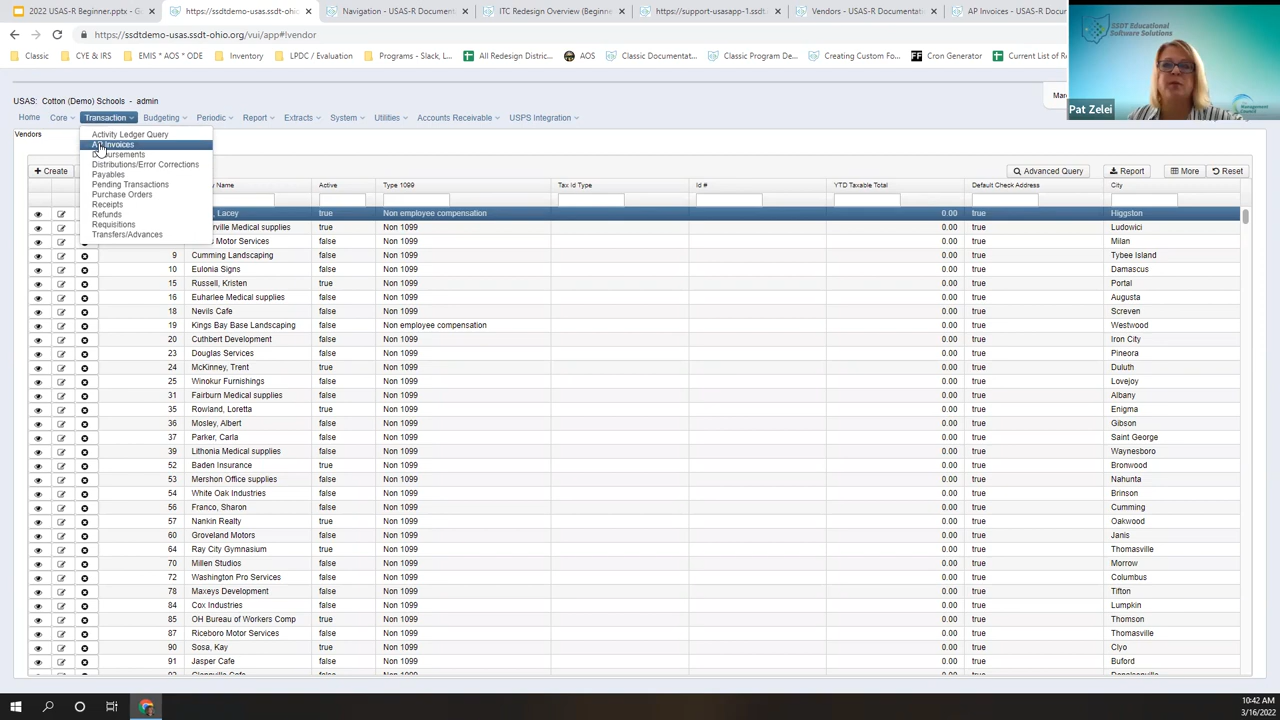 2022 USAS-R Beginner.pptx - Goo
https://ssdtdemo-usas.ssdt-ohio
Navigation - USAS-R Documentat
ITC Redesign Overview (Beginner
https://support-usasapp-1.ssdt-o
Vendors - USAS-R Documentation
AP Invoices - USAS-R Docum
https://ssdtdemo-usas.ssdt-ohio.org/vui/app#!vendor
Classic
CYE & IRS
EMIS * AOS * ODE
Inventory
LPDC / Evaluation
Programs - Slack, L...
All Redesign Distric...
AOS
Classic Documentat...
Classic Program De...
Creating Custom Fo...
Cron Generator
Current List of R
SSDT Educational
Software Solutions
Management
Council
Pat Zelei
USAS: Cotton (Demo) Schools - admin
Home Core Transaction Budgeting Periodic Report Extracts System Utilities Accounts Receivable USPS Integration
Vendors
Activity Ledger Query
AP Invoices
Disbursements
Distributions/Error Corrections
Payables
Pending Transactions
Purchase Orders
Receipts
Refunds
Requisitions
Transfers/Advances
Create
Advanced Query Report More Reset
Name Active Type 1099 Tax Id Type Id # YTD Taxable Total Default Check Address City
, Lacey true Non employee compensation 0.00 true Higgston
rville Medical supplies true Non 1099 0.00 true Ludowici
s Motor Services false Non 1099 0.00 true Milan
9 Cumming Landscaping false Non 1099 0.00 true Tybee Island
10 Eulonia Signs false Non 1099 0.00 true Damascus
15 Russell, Kristen true Non 1099 0.00 true Portal
16 Euharlee Medical supplies false Non 1099 0.00 true Augusta
18 Nevils Cafe false Non 1099 0.00 true Screven
19 Kings Bay Base Landscaping false Non employee compensation 0.00 true Westwood
20 Cuthbert Development false Non 1099 0.00 true Iron City
23 Douglas Services false Non 1099 0.00 true Pineora
24 McKinney, Trent true Non 1099 0.00 true Duluth
25 Winokur Furnishings false Non 1099 0.00 true Lovejoy
31 Fairburn Medical supplies false Non 1099 0.00 true Albany
35 Rowland, Loretta true Non 1099 0.00 true Enigma
36 Mosley, Albert false Non 1099 0.00 true Gibson
37 Parker, Carla false Non 1099 0.00 true Saint George
39 Lithonia Medical supplies false Non 1099 0.00 true Waynesboro
52 Baden Insurance true Non 1099 0.00 true Bronwood
53 Mershon Office supplies false Non 1099 0.00 true Nahunta
54 White Oak Industries false Non 1099 0.00 true Brinson
56 Franco, Sharon false Non 1099 0.00 true Cumming
57 Nankin Realty true Non 1099 0.00 true Oakwood
60 Groveland Motors false Non 1099 0.00 true Janis
64 Ray City Gymnasium true Non 1099 0.00 true Thomasville
70 Millen Studios false Non 1099 0.00 true Morrow
72 Washington Pro Services false Non 1099 0.00 true Columbus
78 Maxeys Development false Non 1099 0.00 true Tifton
84 Cox Industries false Non 1099 0.00 true Lumpkin
85 OH Bureau of Workers Comp true Non 1099 0.00 true Thomson
87 Riceboro Motor Services false Non 1099 0.00 true Thomasville
90 Sosa, Kay true Non 1099 0.00 true Clyo
91 Jasper Cafe false Non 1099 0.00 true Buford
10:42 AM
3/16/2022